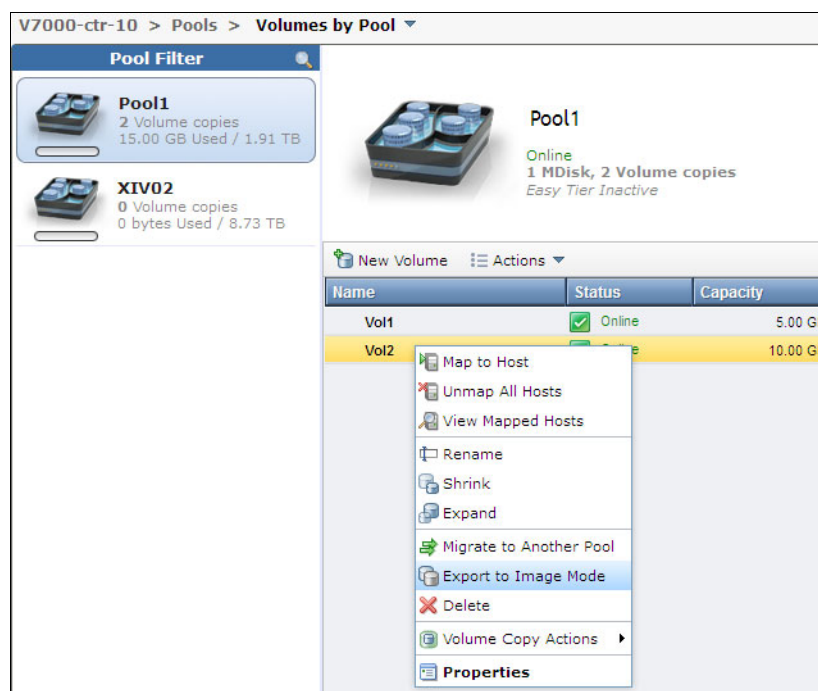 V7000-ctr-10 > Pools > Volumes by Pool
Pool Filter
Pool1
2 Volume copies
15.00 GB Used / 1.91 TB
XIV02
0 Volume copies
0 bytes Used / 8.73 TB
Pool1
Online
1 MDisk, 2 Volume copies
Easy Tier Inactive
New Volume Actions
Name Status Capacity
Vol1 Online 5.00 G
Vol2 10.00 G
Map to Host
Unmap All Hosts
View Mapped Hosts
Rename
Shrink
Expand
Migrate to Another Pool
Export to Image Mode
Delete
Volume Copy Actions
Properties